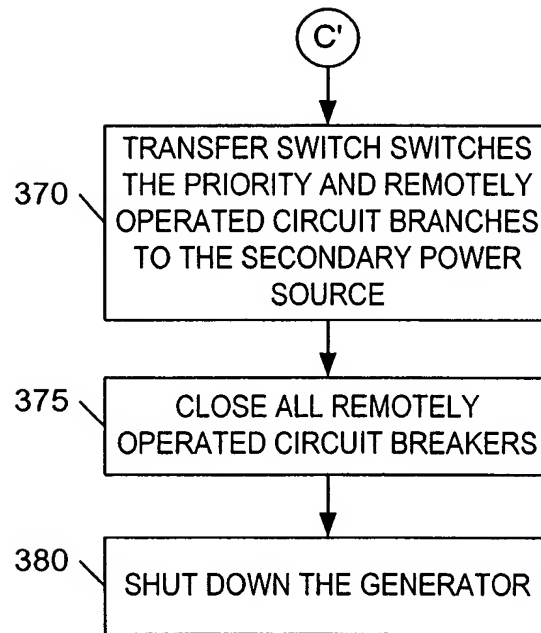 C'
370
TRANSFER SWITCH SWITCHES
THE PRIORITY AND REMOTELY
OPERATED CIRCUIT BRANCHES
TO THE SECONDARY POWER
SOURCE
375
CLOSE ALL REMOTELY
OPERATED CIRCUIT BREAKERS
380
SHUT DOWN THE GENERATOR